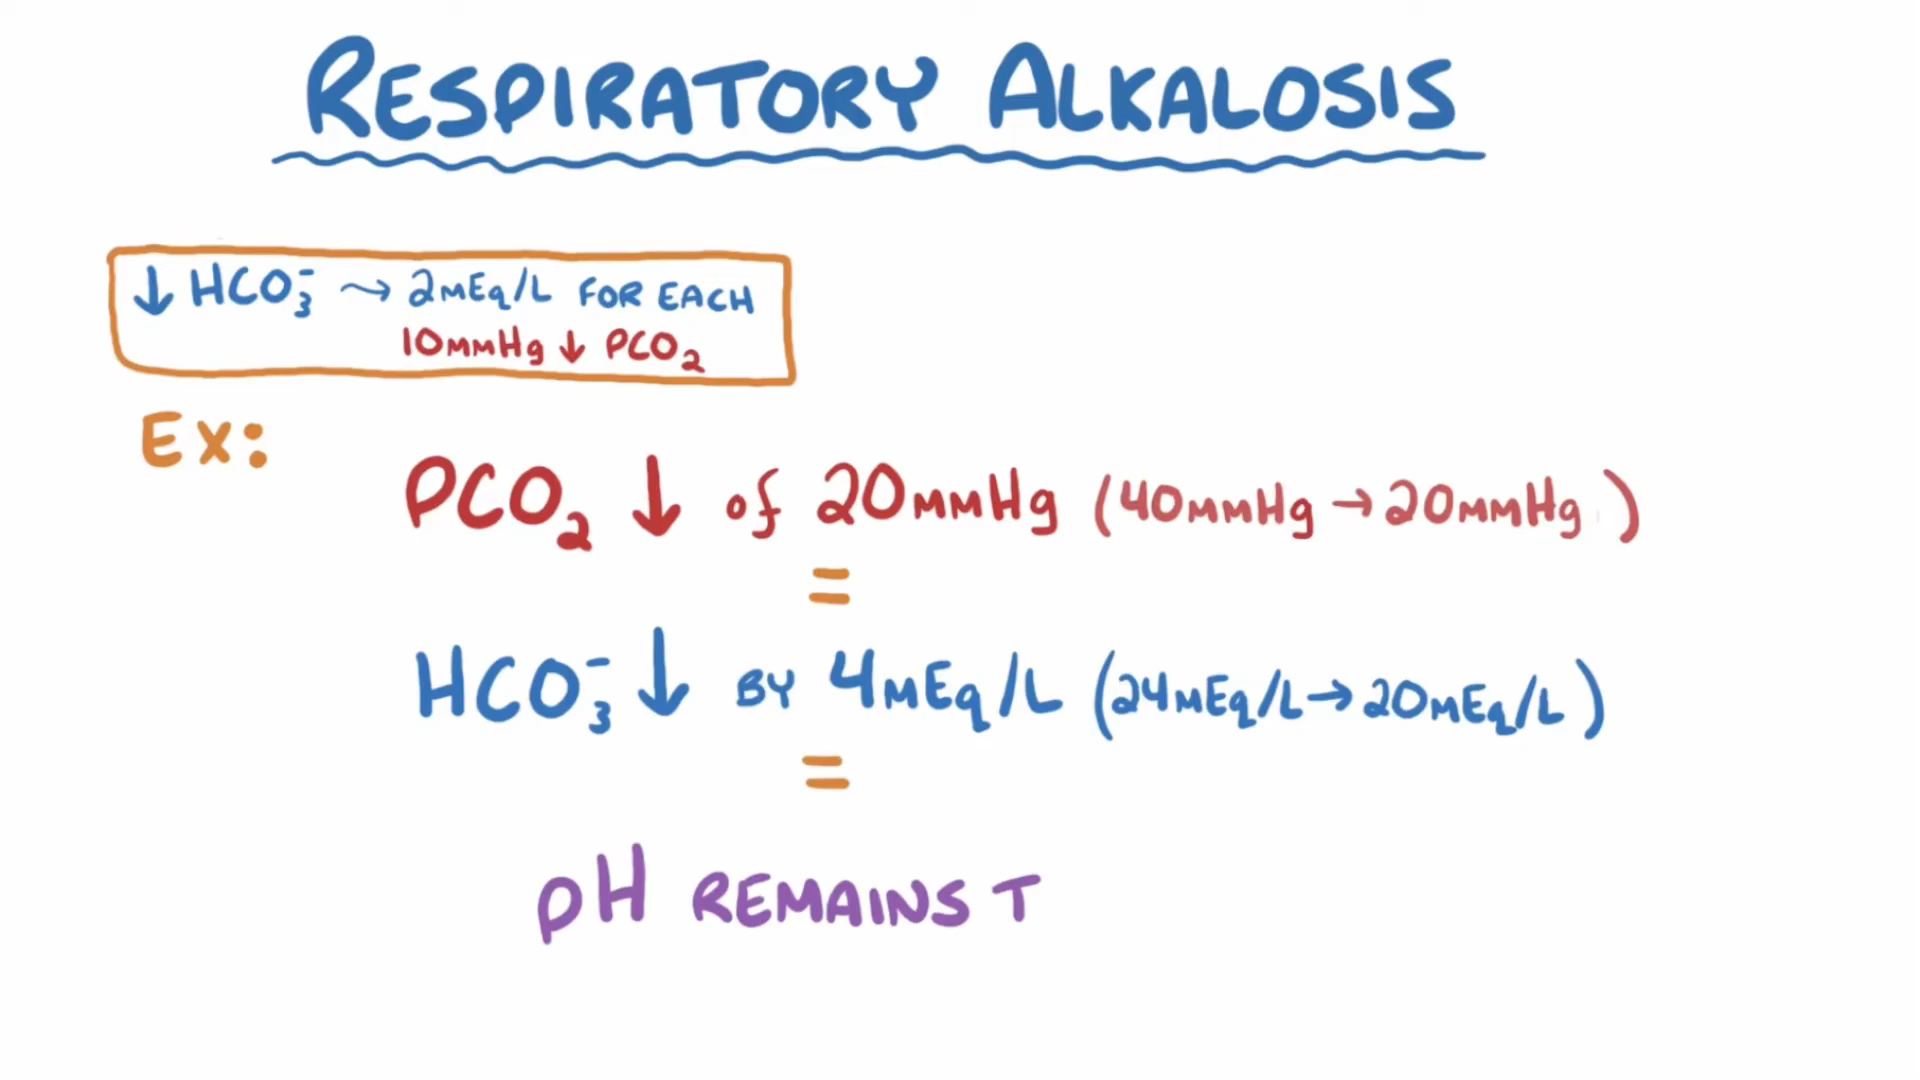 RESPIRATORY ALKALOSIS
↓ HCO₃⁻ → 2mEq/L FOR EACH
10mmHg ↓ PCO₂
Ex:
PCO₂ ↓ of 20mmHg (40mmHg → 20mmHg)
=
HCO₃⁻ ↓ BY 4mEq/L (24mEq/L → 20mEq/L)
=
pH REMAINS T